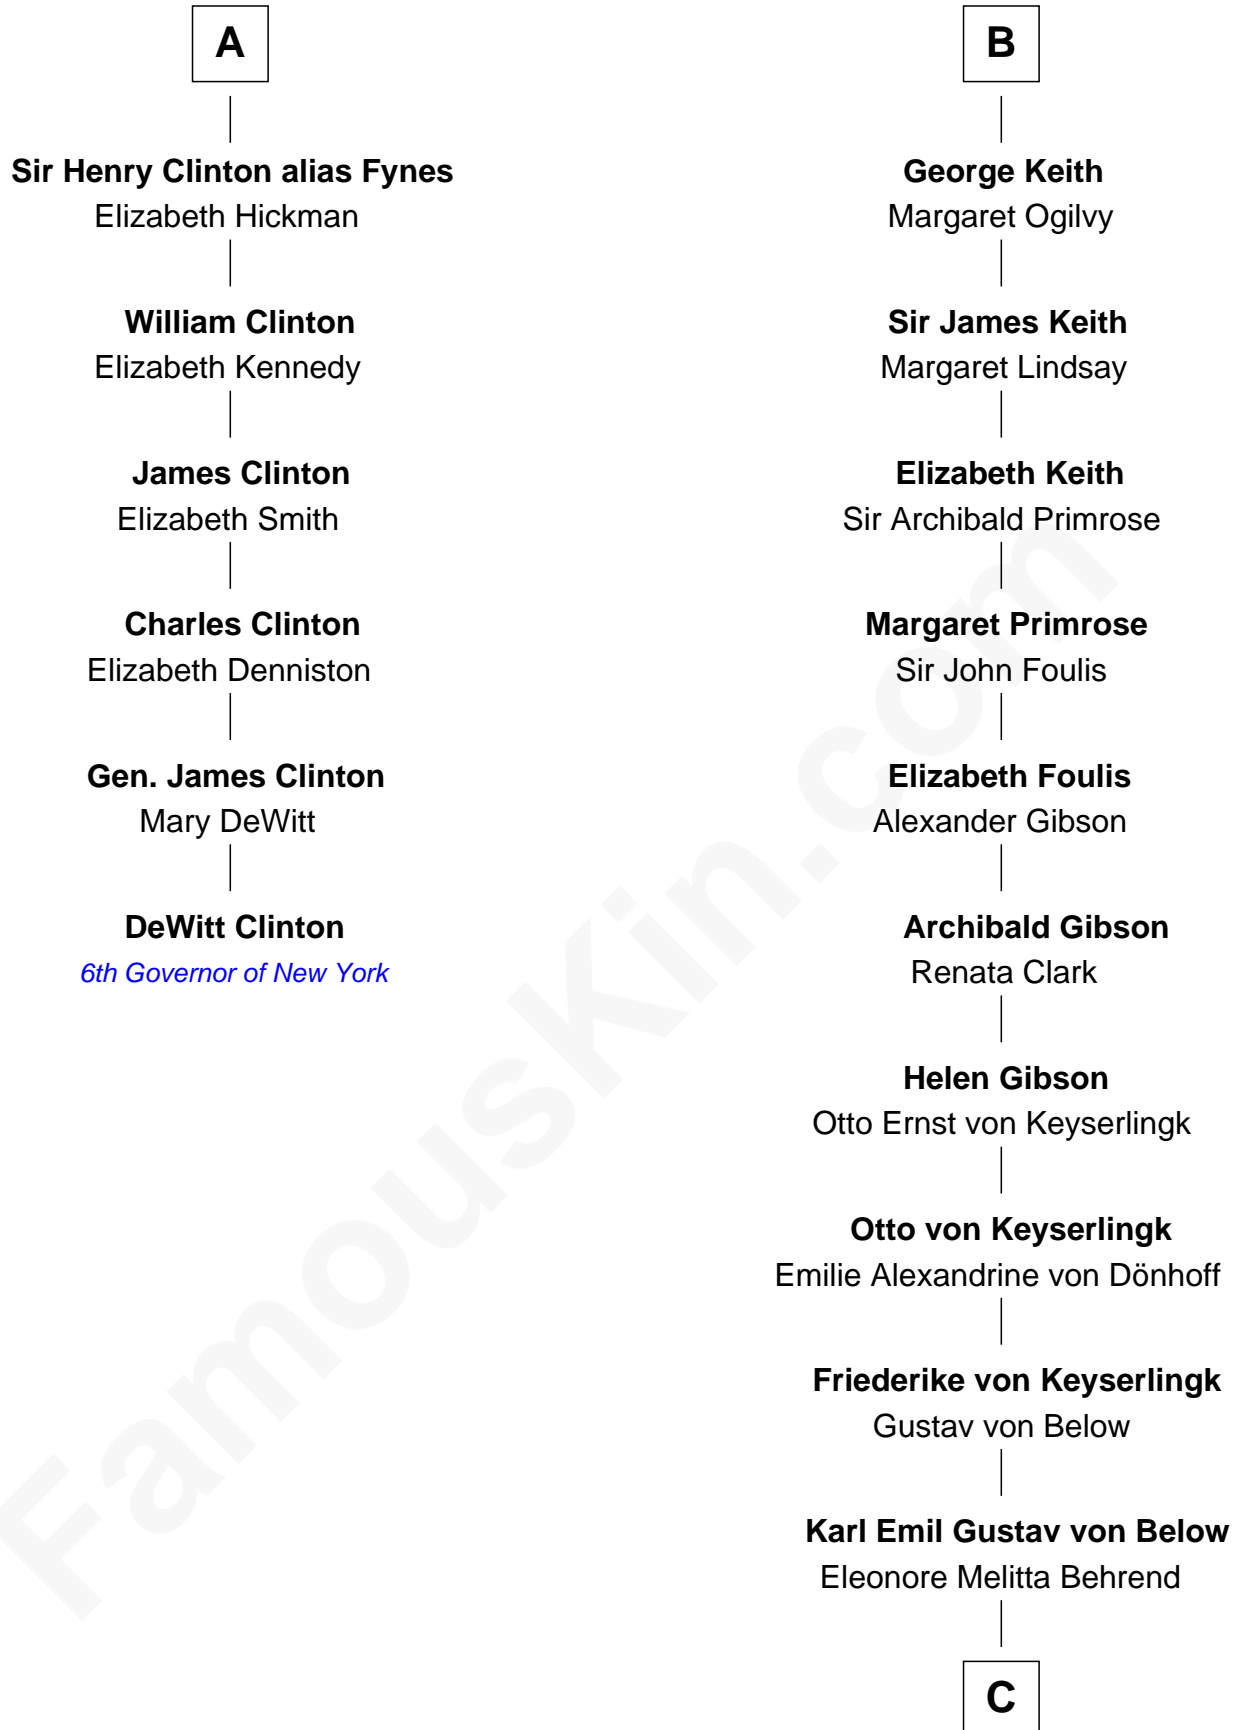 A
Sir Henry Clinton alias Fynes
Elizabeth Hickman
William Clinton
Elizabeth Kennedy
James Clinton
Elizabeth Smith
Charles Clinton
Elizabeth Denniston
Gen. James Clinton
Mary DeWitt
DeWitt Clinton
6th Governor of New York
B
George Keith
Margaret Ogilvy
Sir James Keith
Margaret Lindsay
Elizabeth Keith
Sir Archibald Primrose
Margaret Primrose
Sir John Foulis
Elizabeth Foulis
Alexander Gibson
Archibald Gibson
Renata Clark
Helen Gibson
Otto Ernst von Keyserlingk
Otto von Keyserlingk
Emilie Alexandrine von Dönhoff
Friederike von Keyserlingk
Gustav von Below
Karl Emil Gustav von Below
Eleonore Melitta Behrend
C
FamousKin.com